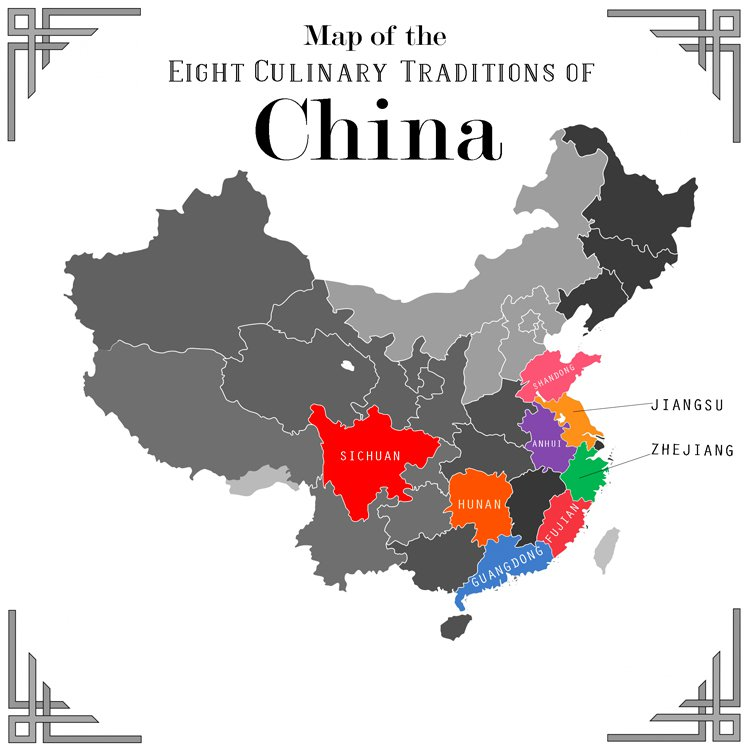 Map of the
Eight Culinary Traditions of
China
SHANDONG
JIANGSU
ANHUI
ZHEJIANG
SICHUAN
HUNAN
FUJIAN
GUANGDONG